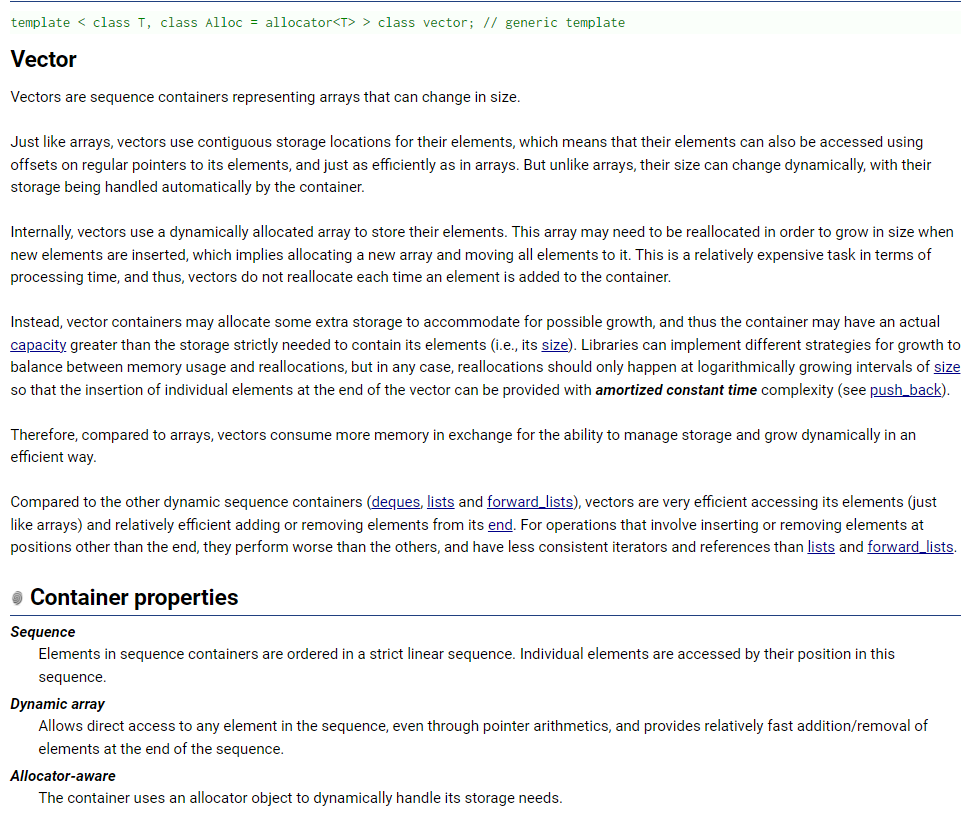 template < class T, class Alloc = allocator<T> > class vector; // generic template
Vector
Vectors are sequence containers representing arrays that can change in size.
Just like arrays, vectors use contiguous storage locations for their elements, which means that their elements can also be accessed using
offsets on regular pointers to its elements, and just as efficiently as in arrays. But unlike arrays, their size can change dynamically, with their
storage being handled automatically by the container.
Internally, vectors use a dynamically allocated array to store their elements. This array may need to be reallocated in order to grow in size when
new elements are inserted, which implies allocating a new array and moving all elements to it. This is a relatively expensive task in terms of
processing time, and thus, vectors do not reallocate each time an element is added to the container.
Instead, vector containers may allocate some extra storage to accommodate for possible growth, and thus the container may have an actual
capacity greater than the storage strictly needed to contain its elements (i.e., its size). Libraries can implement different strategies for growth to
balance between memory usage and reallocations, but in any case, reallocations should only happen at logarithmically growing intervals of size
so that the insertion of individual elements at the end of the vector can be provided with amortized constant time complexity (see push_back).
Therefore, compared to arrays, vectors consume more memory in exchange for the ability to manage storage and grow dynamically in an
efficient way.
Compared to the other dynamic sequence containers (deques, lists and forward_lists), vectors are very efficient accessing its elements (just
like arrays) and relatively efficient adding or removing elements from its end. For operations that involve inserting or removing elements at
positions other than the end, they perform worse than the others, and have less consistent iterators and references than lists and forward_lists.
Container properties
Sequence
Elements in sequence containers are ordered in a strict linear sequence. Individual elements are accessed by their position in this
sequence.
Dynamic array
Allows direct access to any element in the sequence, even through pointer arithmetics, and provides relatively fast addition/removal of
elements at the end of the sequence.
Allocator-aware
The container uses an allocator object to dynamically handle its storage needs.